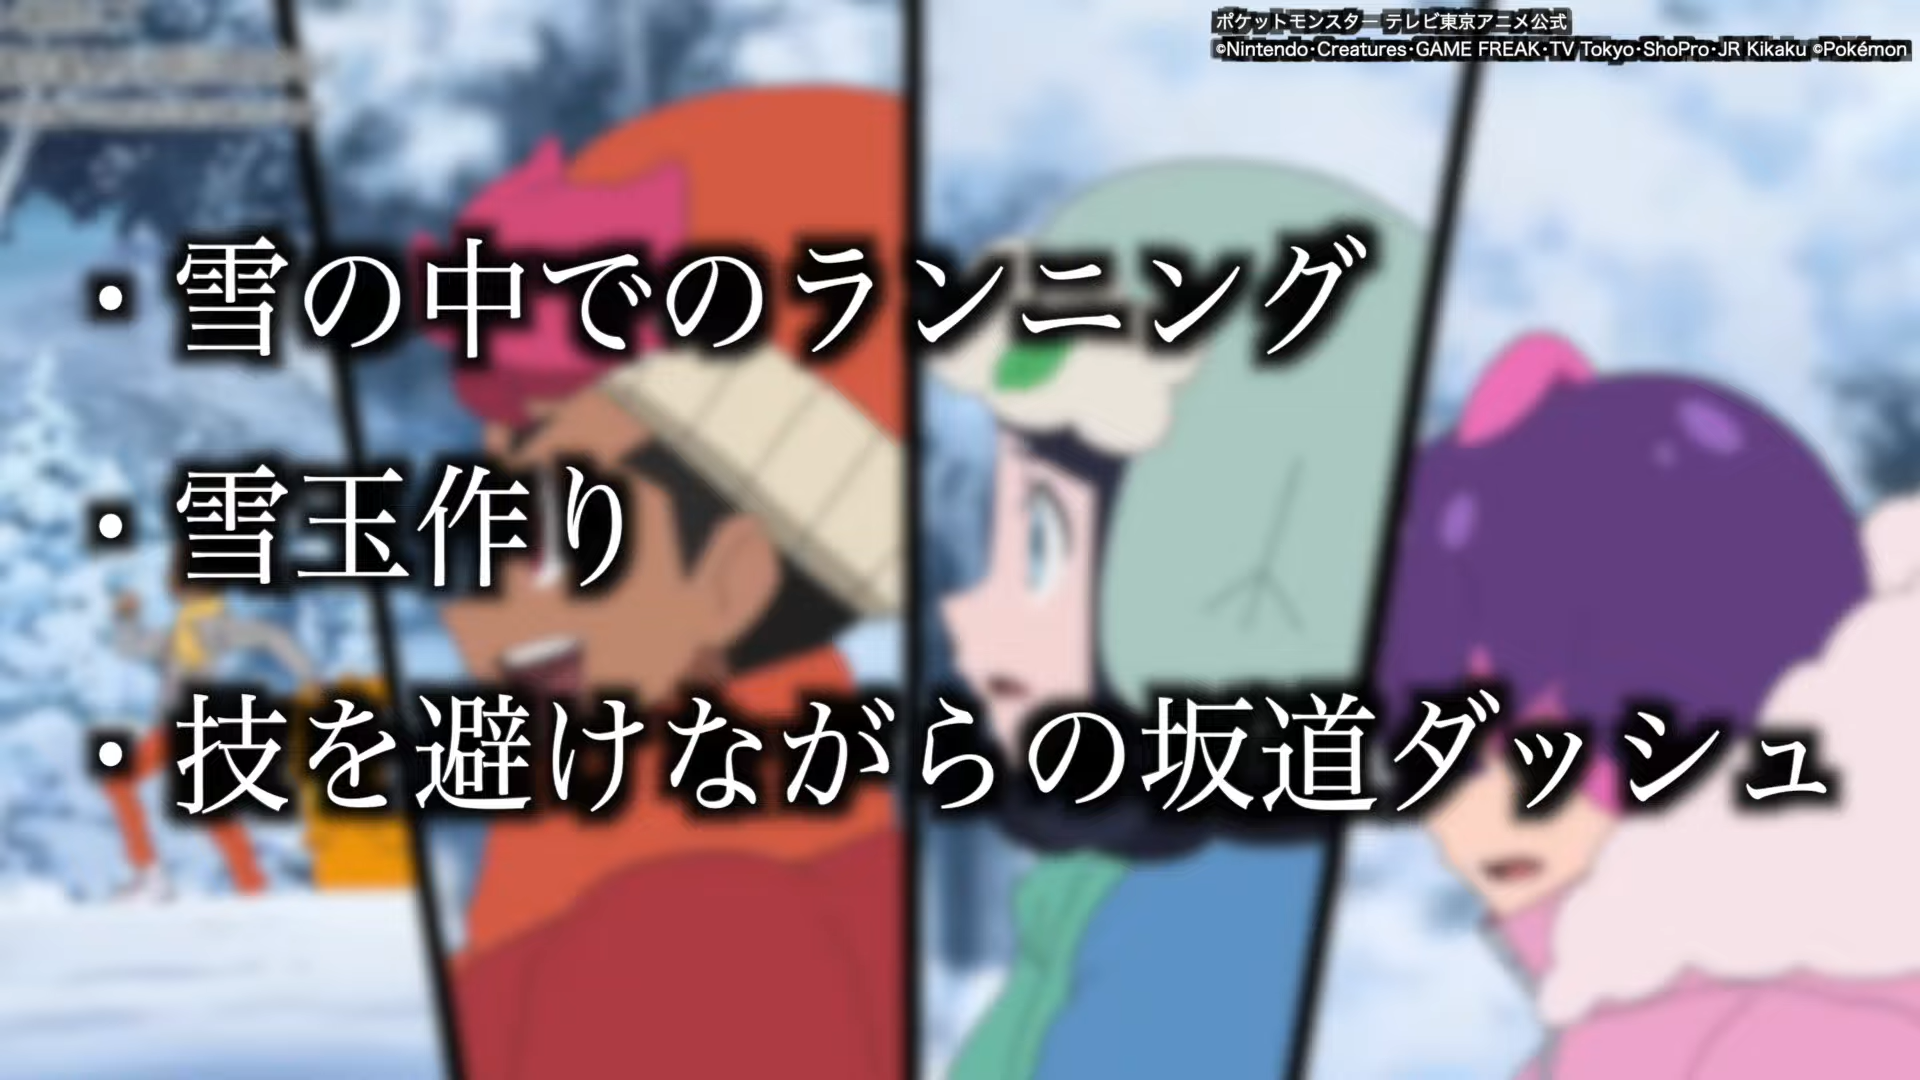 ポケットモンスター テレビ東京アニメ公式
©Nintendo･Creatures･GAME FREAK･TV Tokyo･ShoPro･JR Kikaku ©Pokémon
・雪の中でのランニング
・雪玉作り
・技を避けながらの坂道ダッシュ